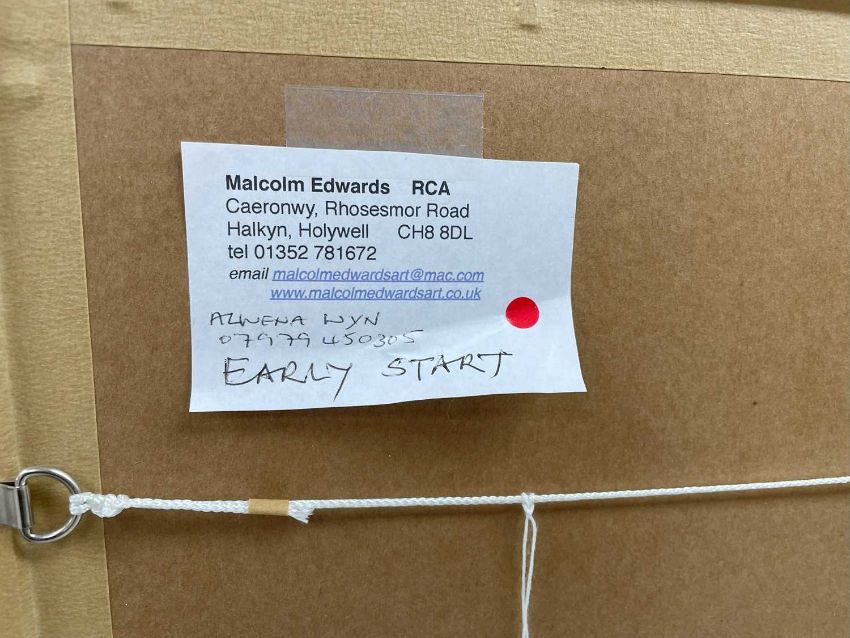 Malcolm Edwards RCA
Caeronwy, Rhosesmor Road
Halkyn, Holywell CH8 8DL
tel 01352 781672
email malcolmedwardsart@mac.com
www.malcolmedwardsart.co.uk
ALWENA WYN
07979 450305
EARLY START